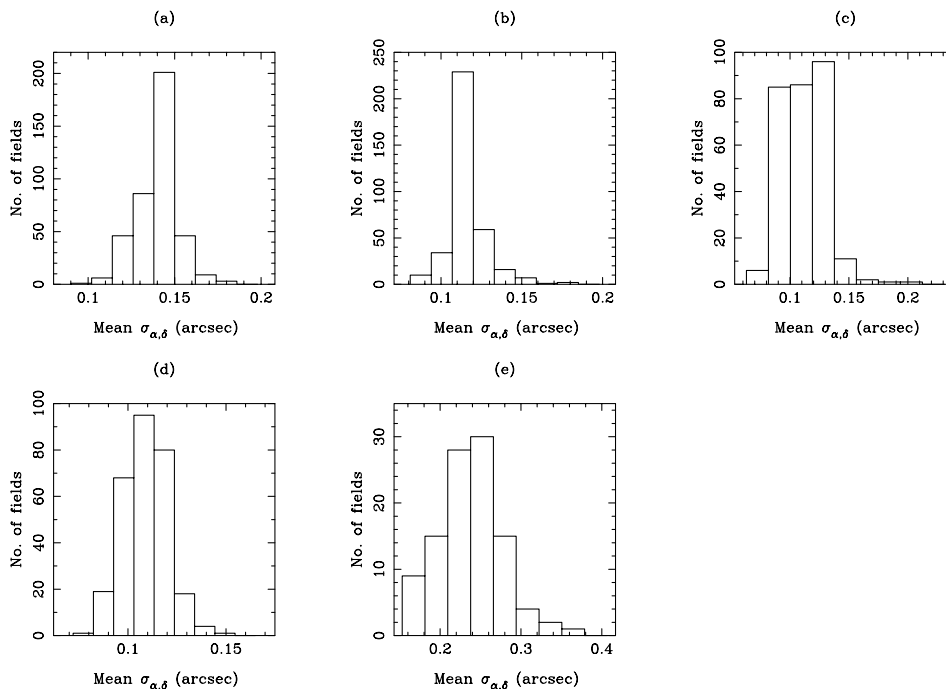 (a)
No. of fields
0 50 100 150 200
0.1 0.15 0.2
Mean σα,δ (arcsec)
(b)
No. of fields
0 50 100 150 200 250
0.1 0.15 0.2
Mean σα,δ (arcsec)
(c)
No. of fields
0 20 40 60 80 100
0.1 0.15 0.2
Mean σα,δ (arcsec)
(d)
No. of fields
0 20 40 60 80 100
0.1 0.15
Mean σα,δ (arcsec)
(e)
No. of fields
0 10 20 30
0.2 0.3 0.4
Mean σα,δ (arcsec)